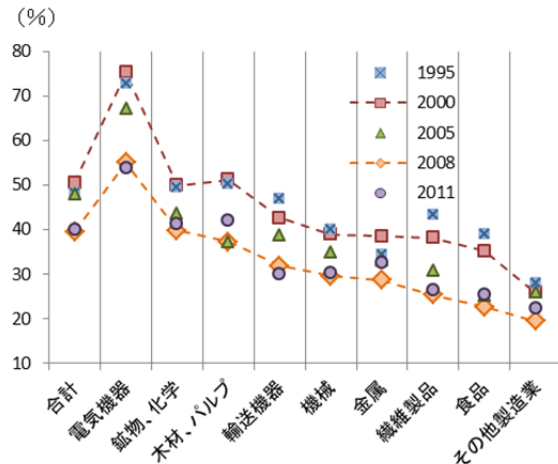 (%)
80
70
60
50
40
30
20
10
1995
2000
2005
2008
2011
合計
電気機器
鉱物、化学
木材、パルプ
輸送機器
機械
金属
繊維製品
食品
その他製造業